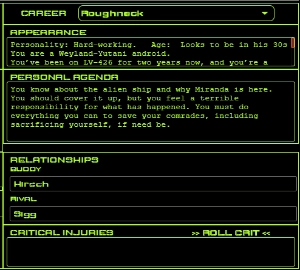 CAREER Roughneck
APPEARANCE
Personality: Hard-working. Age: Looks to be in his 30s
You are a Weyland-Yutani android.
You've been on LV-426 for two years now, and you're a
PERSONAL AGENDA
You know about the alien ship and why Miranda is here.
You should cover it up, but you feel a terrible
responsibility for what has happened. You must do
everything you can to save your comrades, including
sacrificing yourself, if need be.
RELATIONSHIPS
BUDDY
Hirsch
RIVAL
Sigg
CRITICAL INJURIES >> ROLL CRIT <<